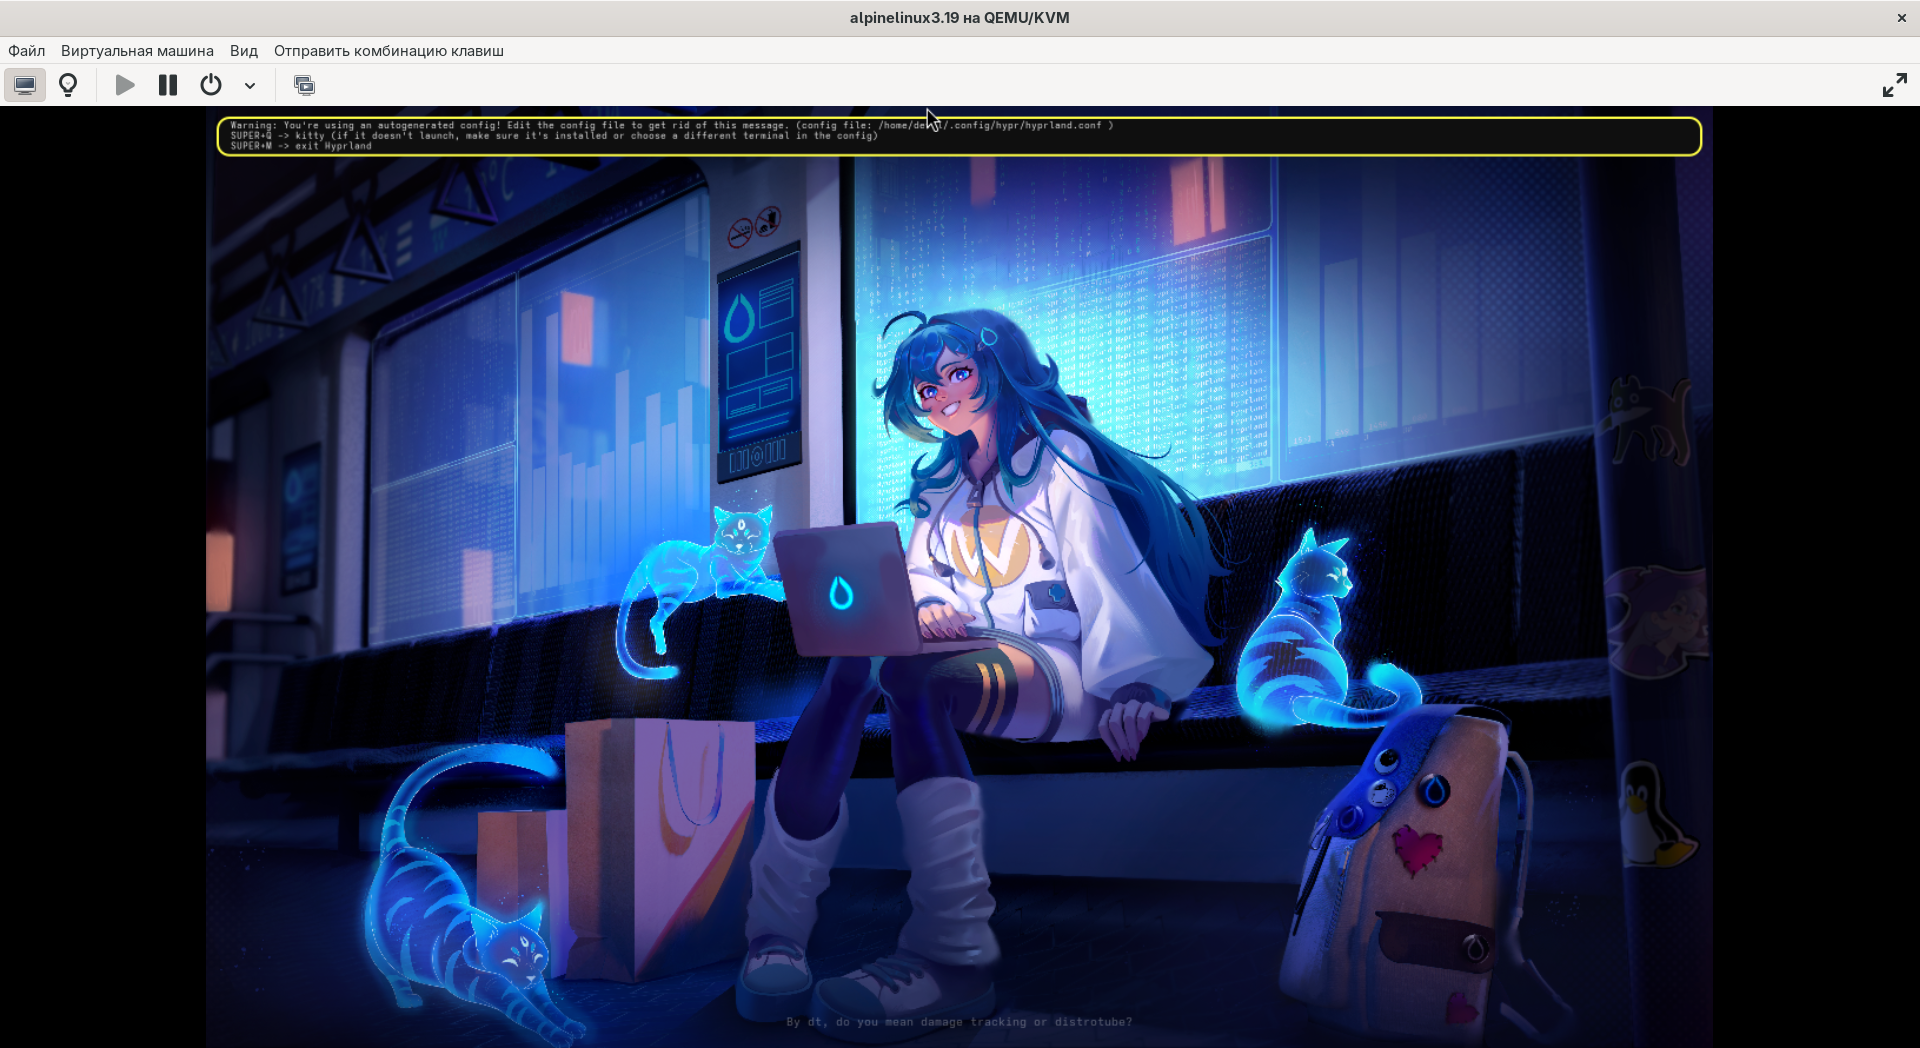 alpinelinux3.19 на QEMU/KVM
Файл Виртуальная машина Вид Отправить комбинацию клавиш
Warning: You're using an autogenerated config! Edit the config file to get rid of this message. (config file: /.config/hypr/hyprland.conf )
SUPER+Q -> kitty (if it doesn't launch, make sure it's installed or choose a different terminal in the config)
SUPER+M -> exit Hyprland
W
By dt, do you mean damage tracking or distrotube?